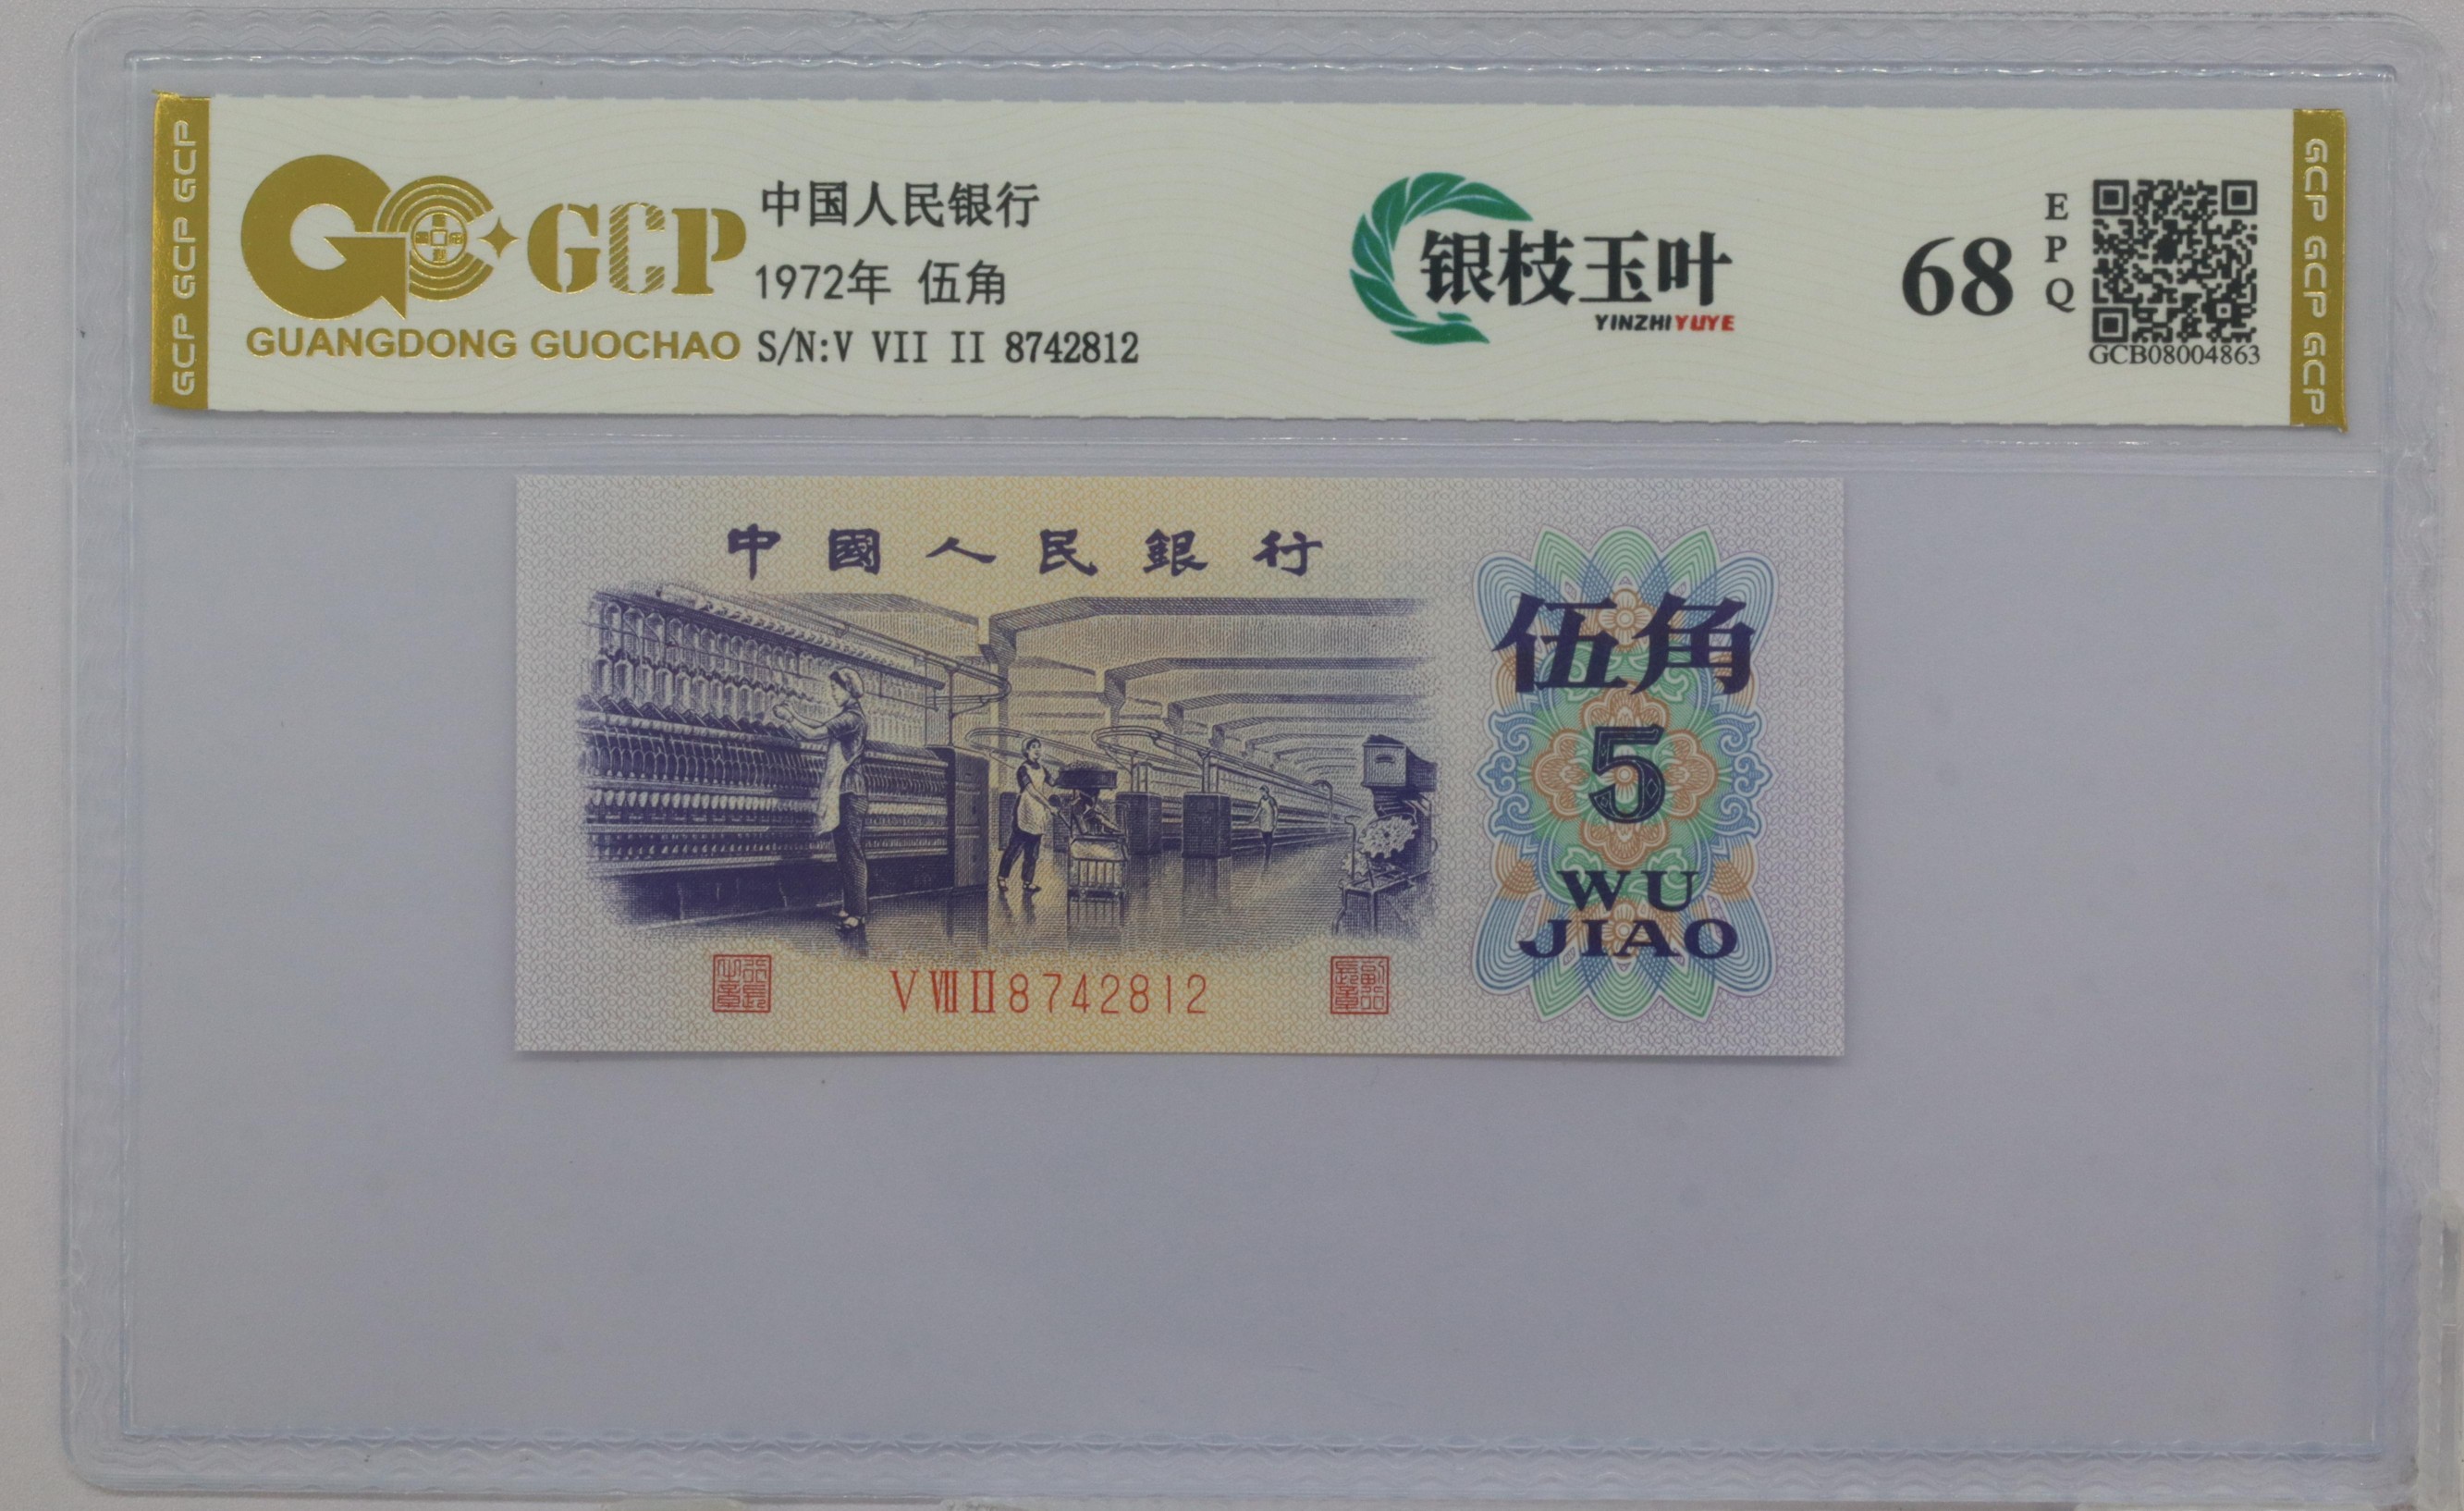 GCP GCP GCP
GCP
GUANGDONG GUOCHAO
中国人民银行
1972年 伍角
S/N:V VII II 8742812
银枝玉叶
YINZHIYUYE
68
EPQ
GCB08004863
GCP GCP GCP
中國人民銀行
伍角
5
WU
JIAO
V VII II 8742812